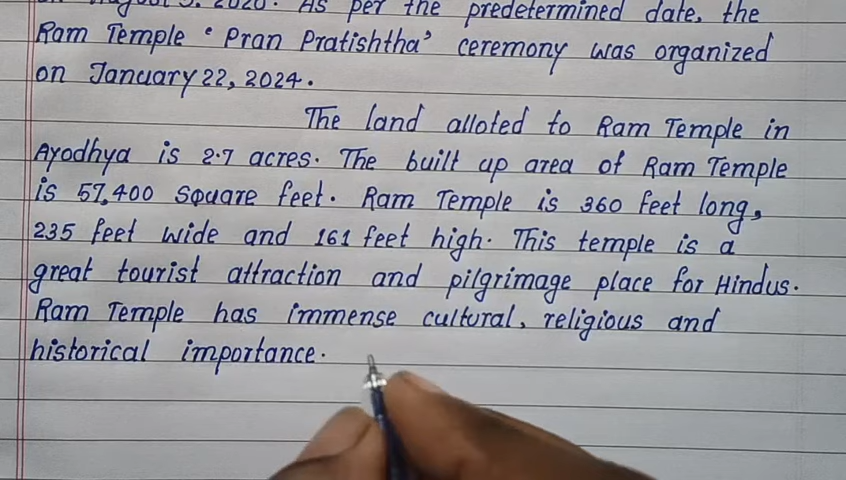 August 5, 2020. As per the predetermined date, the
Ram Temple ‘Pran Pratishtha’ ceremony was organized
on January 22, 2024.
The land alloted to Ram Temple in
Ayodhya is 2.7 acres. The built up area of Ram Temple
is 57,400 square feet. Ram Temple is 360 feet long,
235 feet wide and 161 feet high. This temple is a
great tourist attraction and pilgrimage place for Hindus.
Ram Temple has immense cultural, religious and
historical importance.